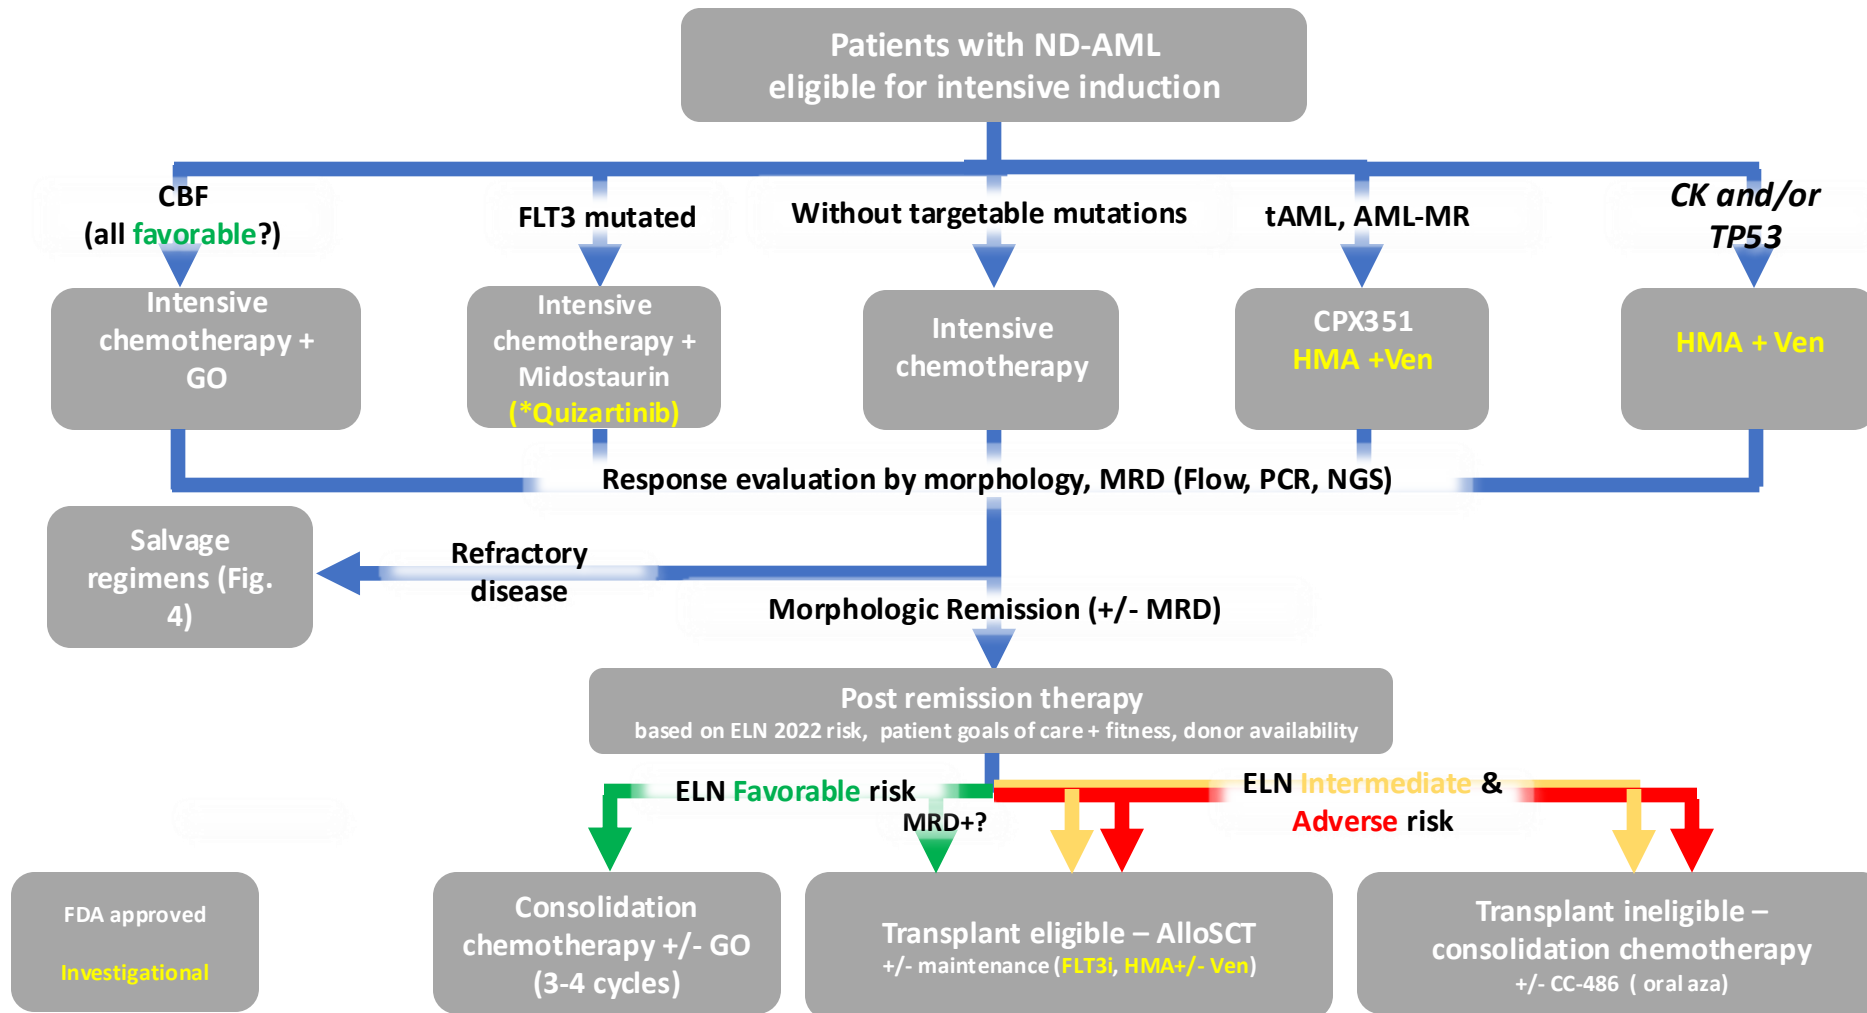 Patients with ND-AML
eligible for intensive induction
CBF
(all favorable?)
FLT3 mutated
Without targetable mutations
tAML, AML-MR
CK and/or
TP53
Intensive
chemotherapy +
GO
Intensive
chemotherapy +
Midostaurin
(*Quizartinib)
Intensive
chemotherapy
CPX351
HMA +Ven
HMA + Ven
Response evaluation by morphology, MRD (Flow, PCR, NGS)
Salvage
regimens (Fig.
4)
Refractory
disease
Morphologic Remission (+/- MRD)
Post remission therapy
based on ELN 2022 risk, patient goals of care + fitness, donor availability
ELN Favorable risk
MRD+?
ELN Intermediate &
Adverse risk
FDA approved
Investigational
Consolidation
chemotherapy +/- GO
(3-4 cycles)
Transplant eligible – AlloSCT
+/- maintenance (FLT3i, HMA+/- Ven)
Transplant ineligible –
consolidation chemotherapy
+/- CC-486 ( oral aza)